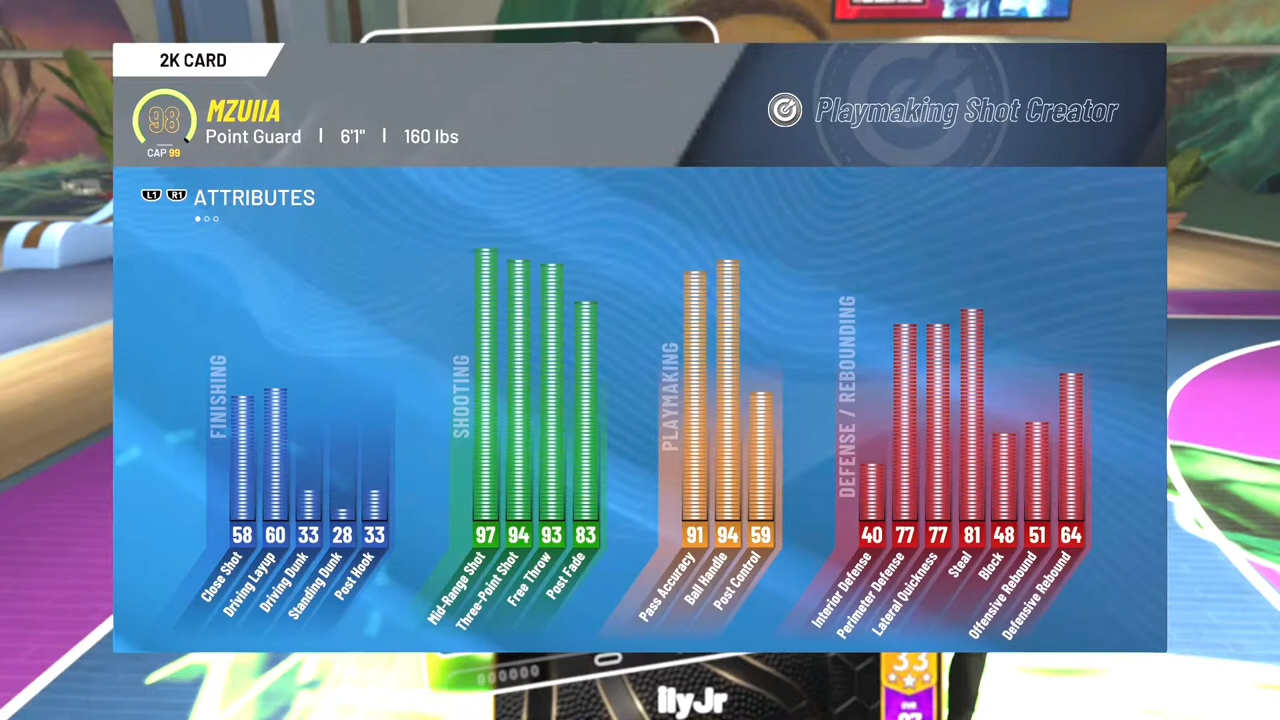 2K CARD
98
CAP 99
MZUIIA
Point Guard | 6'1" | 160 lbs
Playmaking Shot Creator
L1 R1 ATTRIBUTES
FINISHING
58 60 33 28 33
Close Shot
Driving Layup
Driving Dunk
Standing Dunk
Post Hook
SHOOTING
97 94 93 83
Mid-Range Shot
Three-Point Shot
Free Throw
Post Fade
PLAYMAKING
91 94 59
Pass Accuracy
Ball Handle
Post Control
DEFENSE / REBOUNDING
40 77 77 81 48 51 64
Interior Defense
Perimeter Defense
Lateral Quickness
Steal
Block
Offensive Rebound
Defensive Rebound
ilyJr
33